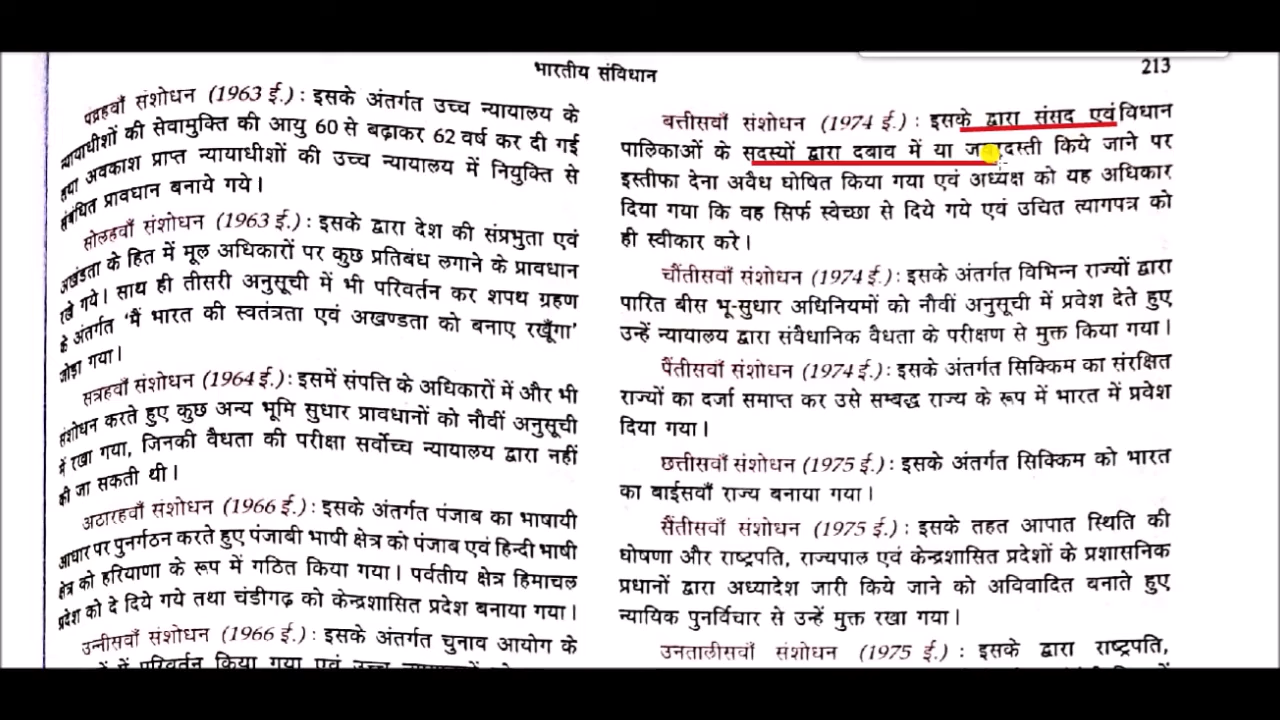 भारतीय संविधान
213
पंद्रहवाँ संशोधन (1963 ई.) : इसके अंतर्गत उच्च न्यायालय के
न्यायाधीशों की सेवामुक्ति की आयु 60 से बढ़ाकर 62 वर्ष कर दी गई
तथा अवकाश प्राप्त न्यायाधीशों की उच्च न्यायालय में नियुक्ति से
संबंधित प्रावधान बनाये गये।
सोलहवाँ संशोधन (1963 ई.) : इसके द्वारा देश की संप्रभुता एवं
अखंडता के हित में मूल अधिकारों पर कुछ प्रतिबंध लगाने के प्रावधान
रखे गये। साथ ही तीसरी अनुसूची में भी परिवर्तन कर शपथ ग्रहण
के अंतर्गत ‘मैं भारत की स्वतंत्रता एवं अखण्डता को बनाए रखूँगा’
जोड़ा गया।
सत्रहवाँ संशोधन (1964 ई.) : इसमें संपत्ति के अधिकारों में और भी
संशोधन करते हुए कुछ अन्य भूमि सुधार प्रावधानों को नौवीं अनुसूची
में रखा गया, जिनकी वैधता की परीक्षा सर्वोच्च न्यायालय द्वारा नहीं
की जा सकती थी।
अठारहवाँ संशोधन (1966 ई.) : इसके अंतर्गत पंजाब का भाषायी
आधार पर पुनर्गठन करते हुए पंजाबी भाषी क्षेत्र को पंजाब एवं हिन्दी भाषी
क्षेत्र को हरियाणा के रूप में गठित किया गया। पर्वतीय क्षेत्र हिमाचल
प्रदेश को दे दिये गये तथा चंडीगढ़ को केन्द्रशासित प्रदेश बनाया गया।
उन्नीसवाँ संशोधन (1966 ई.) : इसके अंतर्गत चुनाव आयोग के
में परिवर्तन किया गया एवं उच्च न्यायालयों को
बत्तीसवाँ संशोधन (1974 ई.) : इसके द्वारा संसद एवं विधान
पालिकाओं के सदस्यों द्वारा दबाव में या किये जाने पर
इस्तीफा देना अवैध घोषित किया गया एवं अध्यक्ष को यह अधिकार
दिया गया कि वह सिर्फ स्वेच्छा से दिये गये एवं उचित त्यागपत्र को
ही स्वीकार करे।
चौंतीसवाँ संशोधन (1974 ई.) : इसके अंतर्गत विभिन्न राज्यों द्वारा
पारित बीस भू-सुधार अधिनियमों को नौवीं अनुसूची में प्रवेश देते हुए
उन्हें न्यायालय द्वारा संवैधानिक वैधता के परीक्षण से मुक्त किया गया।
पैंतीसवाँ संशोधन (1974 ई.) : इसके अंतर्गत सिक्किम का संरक्षित
राज्यों का दर्जा समाप्त कर उसे सम्बद्ध राज्य के रूप में भारत में प्रवेश
दिया गया।
छत्तीसवाँ संशोधन (1975 ई.) : इसके अंतर्गत सिक्किम को भारत
का बाईसवाँ राज्य बनाया गया।
सैंतीसवाँ संशोधन (1975 ई.) : इसके तहत आपात स्थिति की
घोषणा और राष्ट्रपति, राज्यपाल एवं केन्द्रशासित प्रदेशों के प्रशासनिक
प्रधानों द्वारा अध्यादेश जारी किये जाने को अविवादित बनाते हुए
न्यायिक पुनर्विचार से उन्हें मुक्त रखा गया।
उनतालीसवाँ संशोधन (1975 ई.) : इसके द्वारा राष्ट्रपति,